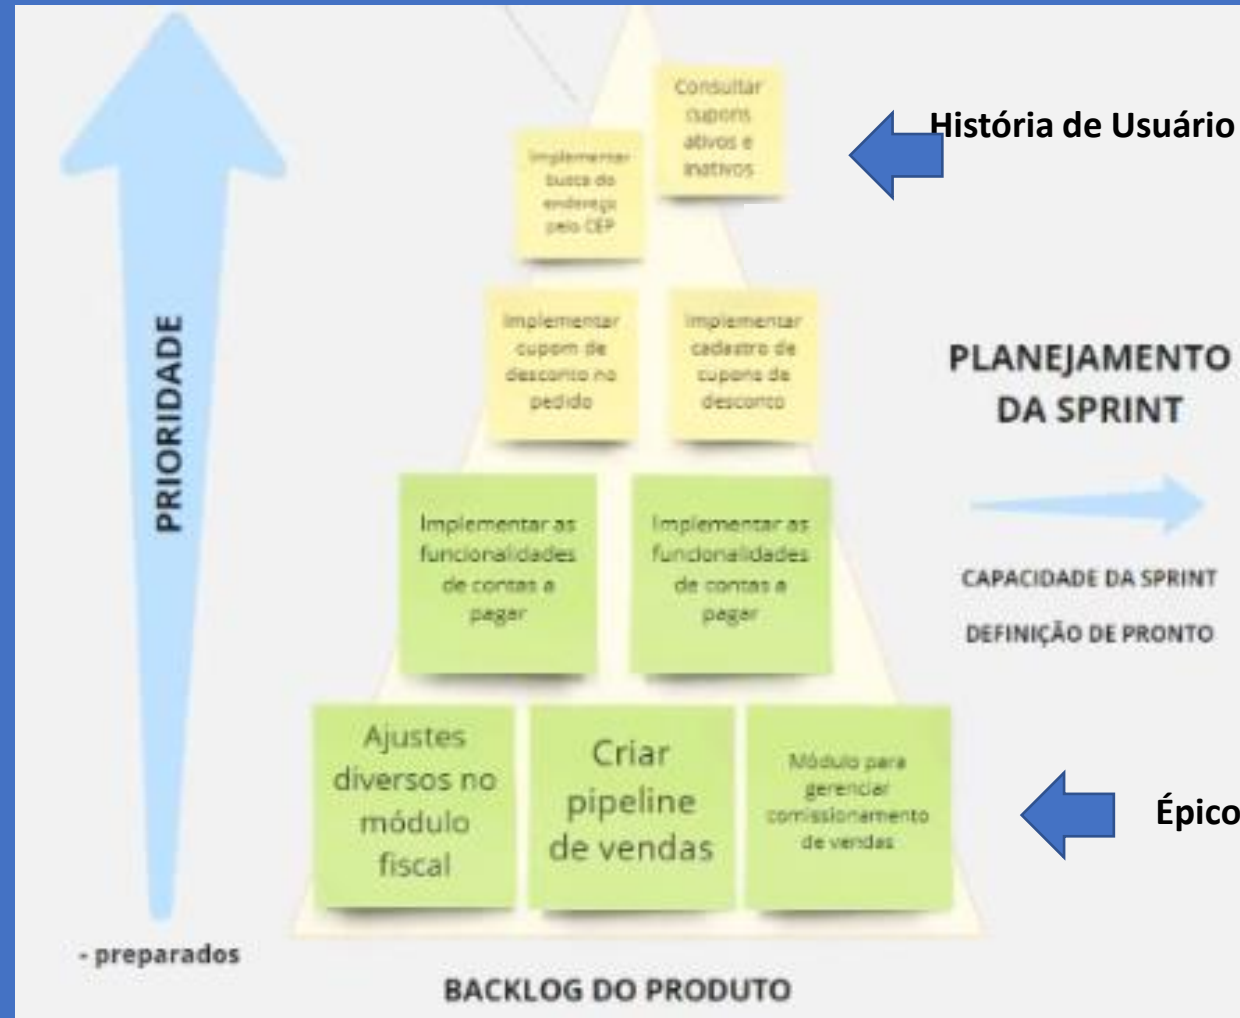 Consultar
cupons
ativos e
inativos
História de Usuário
Implementar
busca do
endereço
pelo CEP
PRIORIDADE
Implementar
cupom de
desconto no
pedido
Implementar
cadastro de
cupons de
desconto
PLANEJAMENTO
DA SPRINT
CAPACIDADE DA SPRINT
DEFINIÇÃO DE PRONTO
Implementar as
funcionalidades
de contas a
pagar
Implementar as
funcionalidades
de contas a
pagar
Ajustes
diversos no
módulo
fiscal
Criar
pipeline
de vendas
Módulo para
gerenciar
comissionamento
de vendas
Épico
- preparados
BACKLOG DO PRODUTO